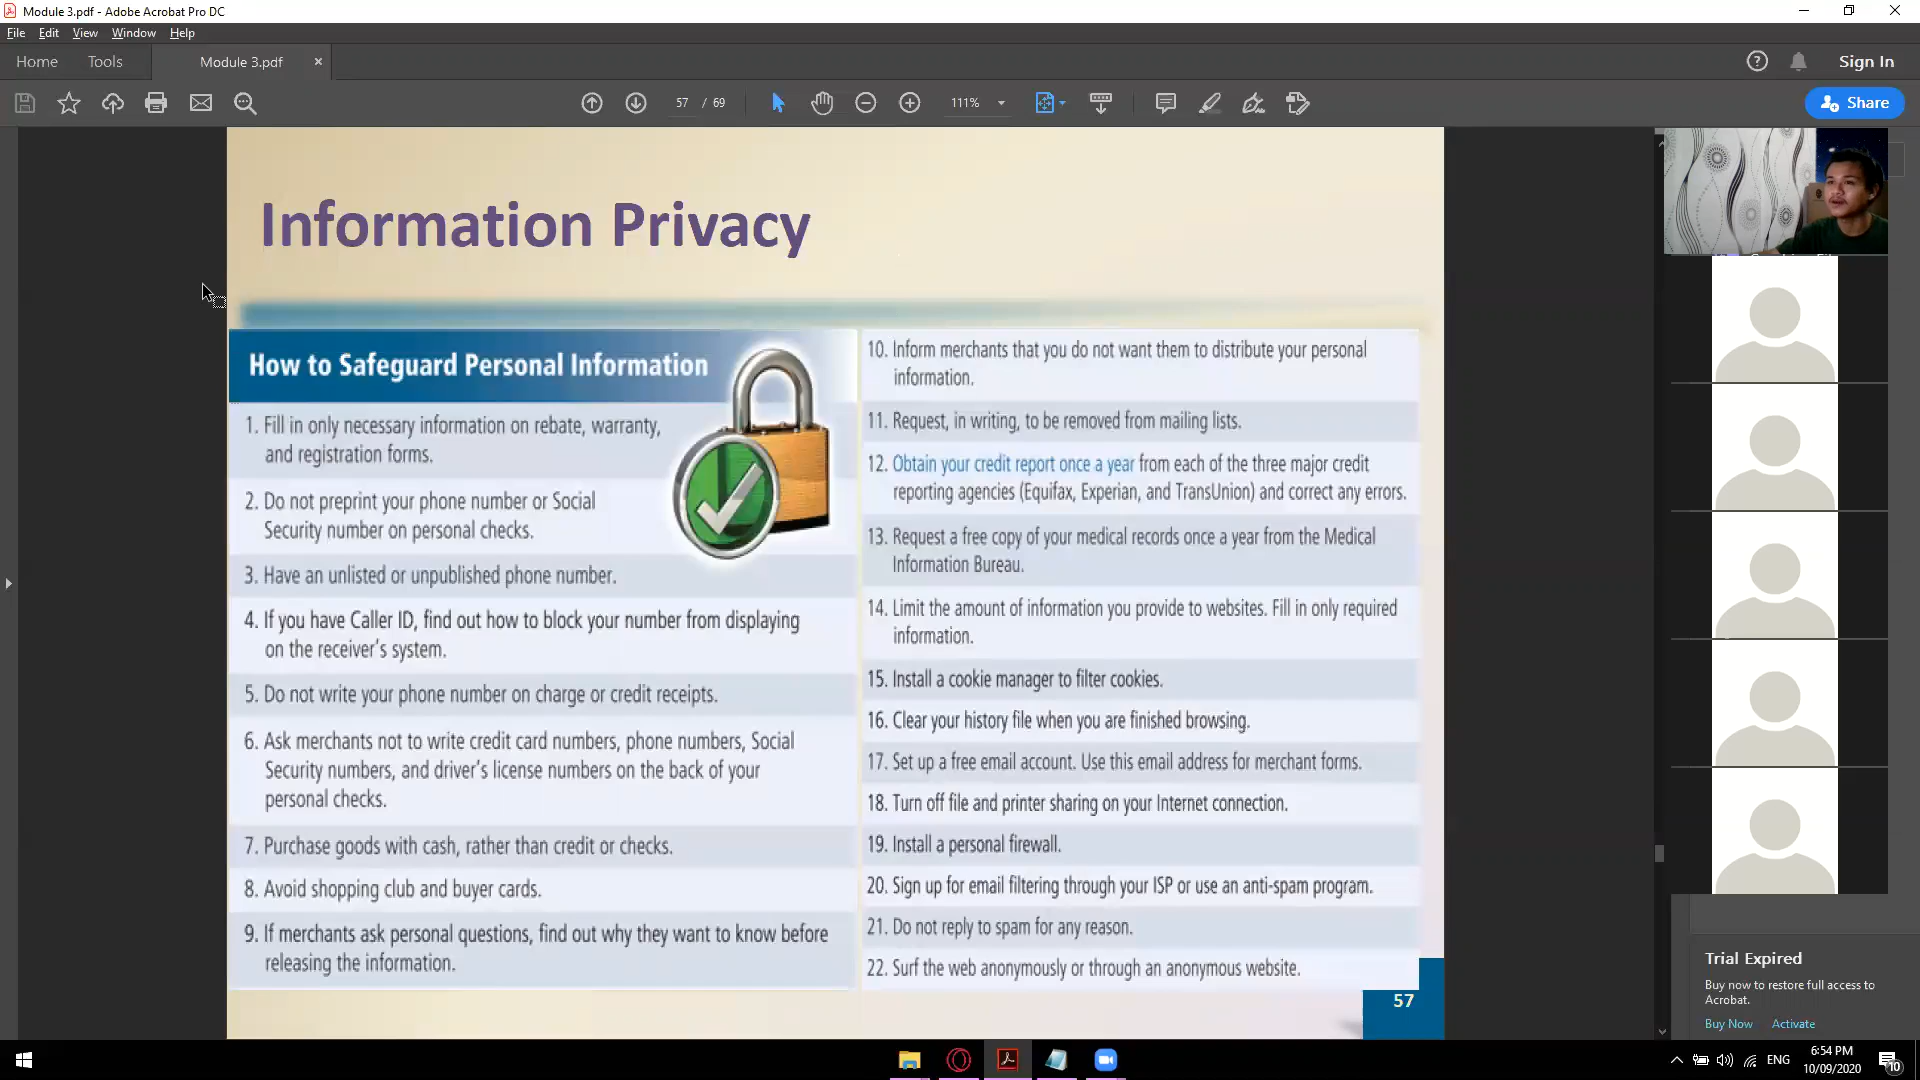 Module 3.pdf - Adobe Acrobat Pro DC
File Edit View Window Help
Home Tools Module 3.pdf
Sign In
57 / 69
111%
Share
Information Privacy
How to Safeguard Personal Information
1. Fill in only necessary information on rebate, warranty,
and registration forms.
2. Do not preprint your phone number or Social
Security number on personal checks.
3. Have an unlisted or unpublished phone number.
4. If you have Caller ID, find out how to block your number from displaying
on the receiver's system.
5. Do not write your phone number on charge or credit receipts.
6. Ask merchants not to write credit card numbers, phone numbers, Social
Security numbers, and driver's license numbers on the back of your
personal checks.
7. Purchase goods with cash, rather than credit or checks.
8. Avoid shopping club and buyer cards.
9. If merchants ask personal questions, find out why they want to know before
releasing the information.
10. Inform merchants that you do not want them to distribute your personal
information.
11. Request, in writing, to be removed from mailing lists.
12. Obtain your credit report once a year from each of the three major credit
reporting agencies (Equifax, Experian, and TransUnion) and correct any errors.
13. Request a free copy of your medical records once a year from the Medical
Information Bureau.
14. Limit the amount of information you provide to websites. Fill in only required
information.
15. Install a cookie manager to filter cookies.
16. Clear your history file when you are finished browsing.
17. Set up a free email account. Use this email address for merchant forms.
18. Turn off file and printer sharing on your Internet connection.
19. Install a personal firewall.
20. Sign up for email filtering through your ISP or use an anti-spam program.
21. Do not reply to spam for any reason.
22. Surf the web anonymously or through an anonymous website.
57
Trial Expired
Buy now to restore full access to
Acrobat.
Buy Now Activate
ENG
6:54 PM
10/09/2020
10